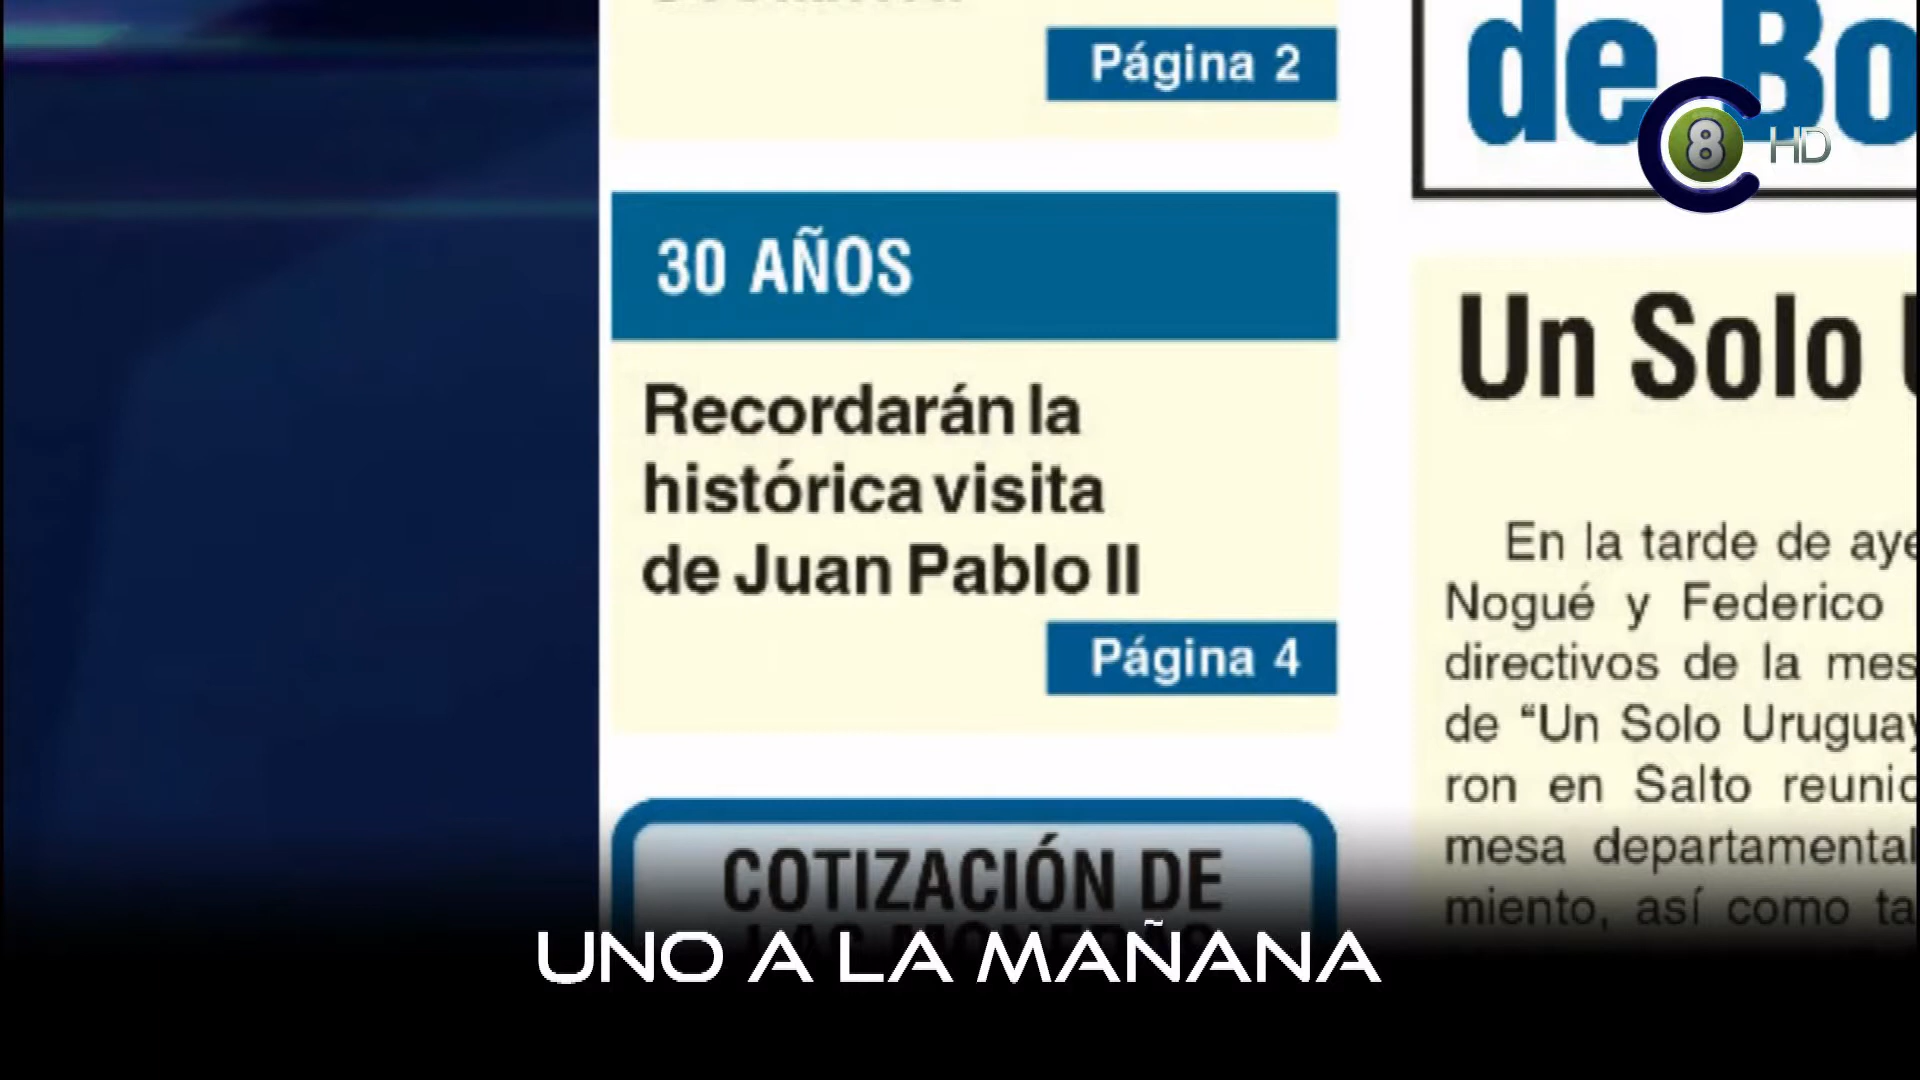 Página 2
30 AÑOS
Recordarán la
histórica visita
de Juan Pablo II
Página 4
COTIZACIÓN DE
de Bo
Un Solo
En la tarde de aye
Nogué y Federico
directivos de la mes
de “Un Solo Uruguay
ron en Salto reunio
mesa departamental
miento, así como ta
C 8 HD
UNO A LA MAÑANA